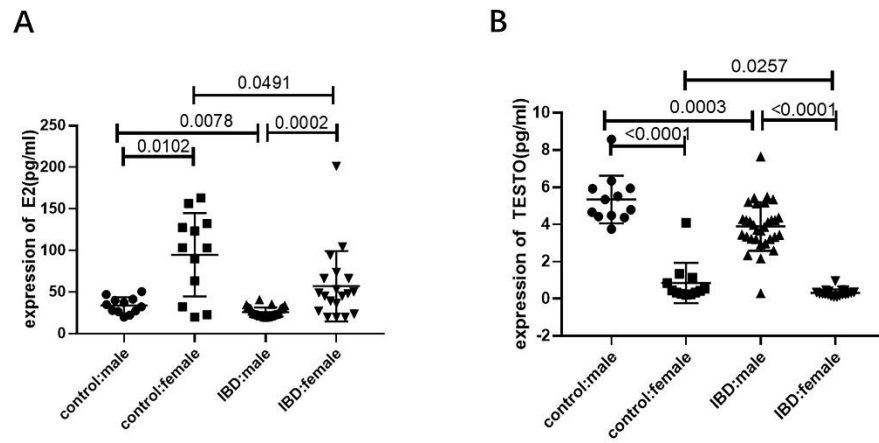 A
0.0491
0.0078
0.0002
0.0102
250
200
150
100
50
0
expression of E2(pg/ml)
control:male
control:female
IBD:male
IBD:female
B
0.0257
0.0003
<0.0001
<0.0001
10
8
6
4
2
0
-2
expression of TESTO(pg/ml)
control:male
control:female
IBD:male
IBD:female